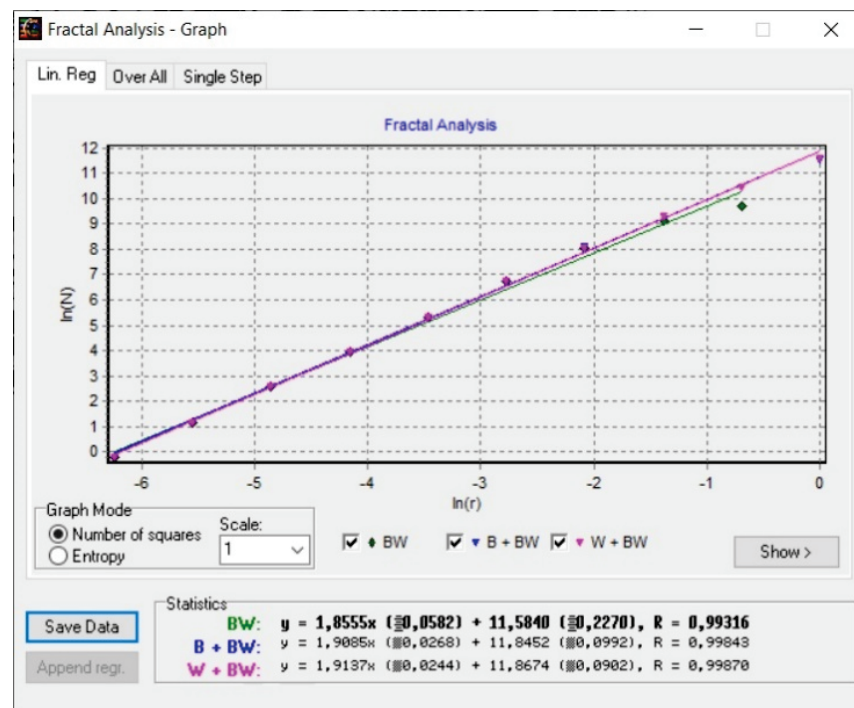 Fractal Analysis - Graph
Lin. Reg Over All Single Step
Fractal Analysis
12
11
10
9
8
7
6
5
4
3
2
1
0
ln(N)
-6 -5 -4 -3 -2 -1 0
ln(r)
Graph Mode
Number of squares
Entropy
Scale:
1
BW B + BW W + BW
Show >
Save Data
Append regr.
Statistics
BW: y = 1,8555x (▒0,0582) + 11,5840 (▒0,2270), R = 0,99316
B + BW: y = 1,9085x (▒0,0268) + 11,8452 (▒0,0992), R = 0,99843
W + BW: y = 1,9137x (▒0,0244) + 11,8674 (▒0,0902), R = 0,99870